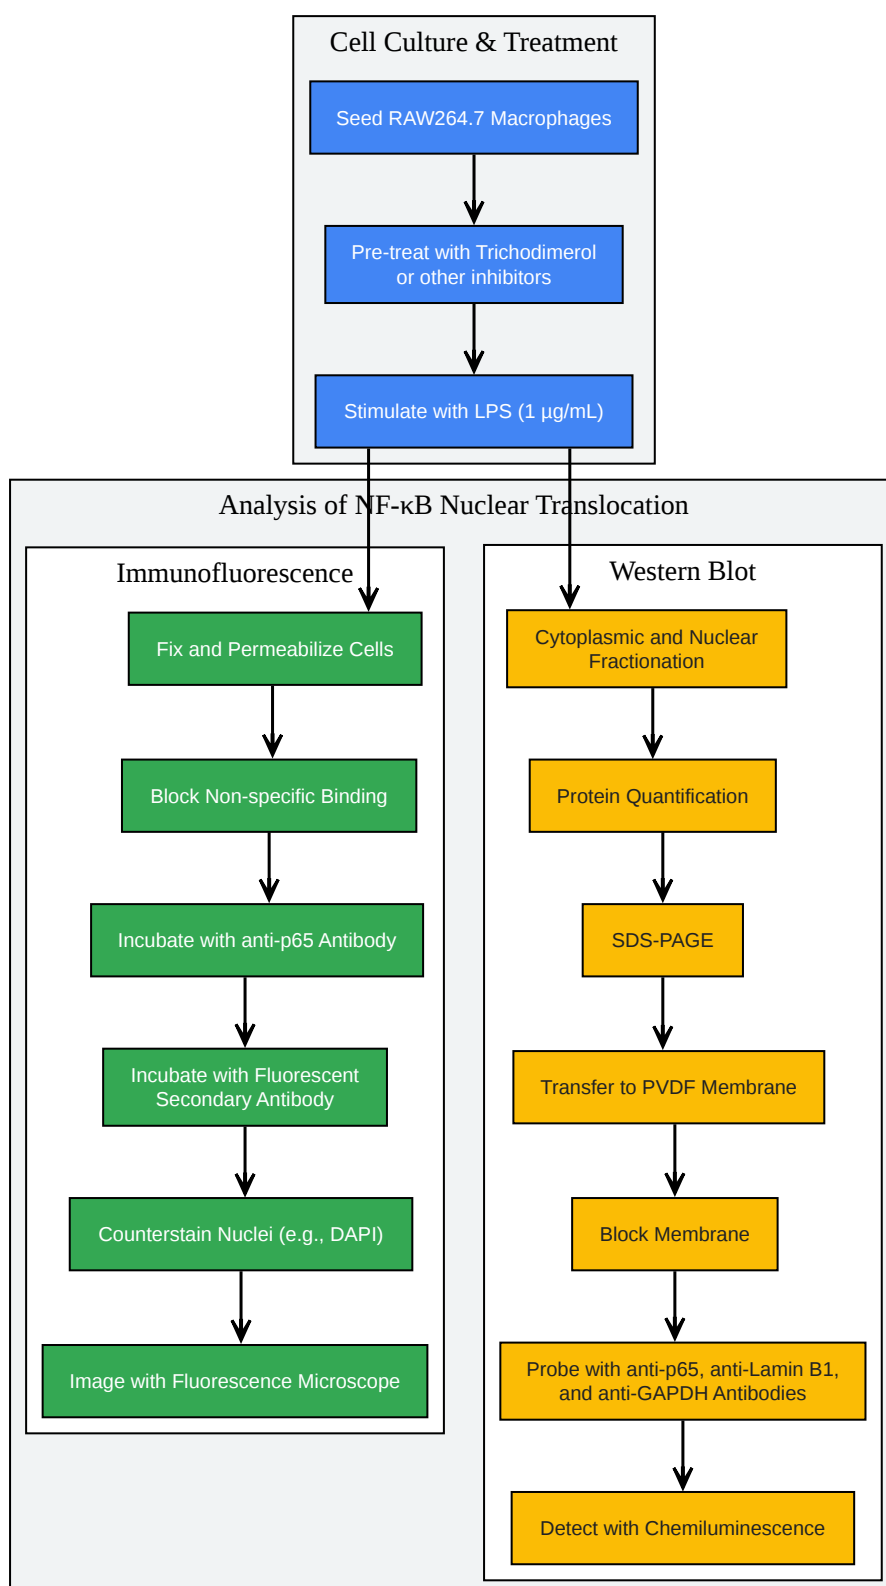 Cell Culture & Treatment
Seed RAW264.7 Macrophages
Pre-treat with Trichodimerol
or other inhibitors
Stimulate with LPS (1 µg/mL)
Analysis of NF-κB Nuclear Translocation
Immunofluorescence
Fix and Permeabilize Cells
Block Non-specific Binding
Incubate with anti-p65 Antibody
Incubate with Fluorescent
Secondary Antibody
Counterstain Nuclei (e.g., DAPI)
Image with Fluorescence Microscope
Western Blot
Cytoplasmic and Nuclear
Fractionation
Protein Quantification
SDS-PAGE
Transfer to PVDF Membrane
Block Membrane
Probe with anti-p65, anti-Lamin B1,
and anti-GAPDH Antibodies
Detect with Chemiluminescence